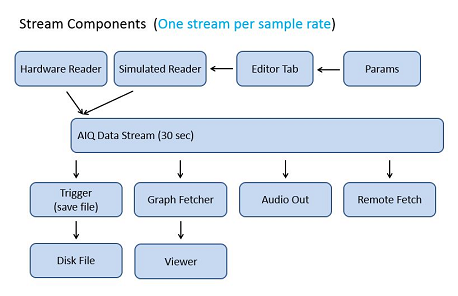 Stream Components (One stream per sample rate)
Hardware Reader
Simulated Reader
Editor Tab
Params
AIQ Data Stream (30 sec)
Trigger
(save file)
Graph Fetcher
Audio Out
Remote Fetch
Disk File
Viewer